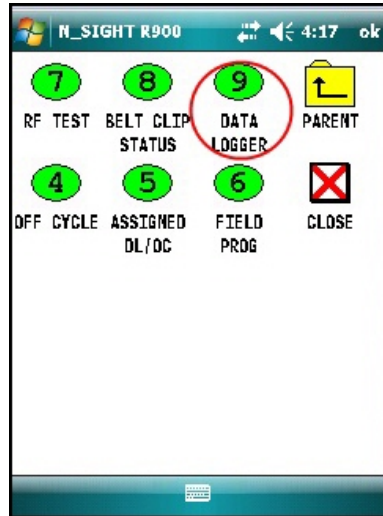 N_SIGHT R900 4:17 ok
7 8 9
RF TEST BELT CLIP DATA PARENT
STATUS LOGGER
4 5 6
OFF CYCLE ASSIGNED FIELD CLOSE
DL/OC PROG